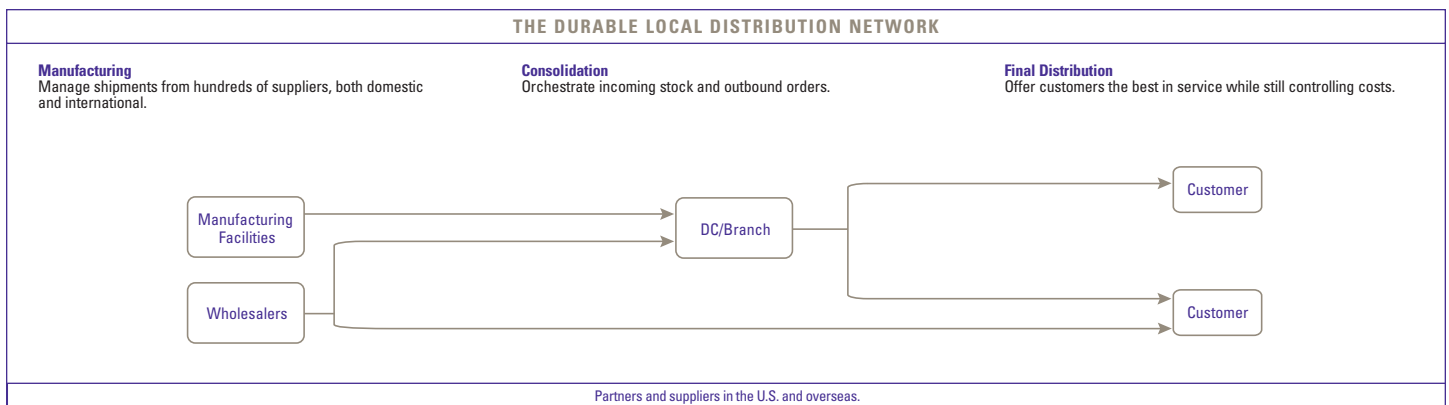 THE DURABLE LOCAL DISTRIBUTION NETWORK
Manufacturing
Manage shipments from hundreds of suppliers, both domestic
and international.
Consolidation
Orchestrate incoming stock and outbound orders.
Final Distribution
Offer customers the best in service while still controlling costs.
Manufacturing
Facilities
Wholesalers
DC/Branch
Customer
Customer
Partners and suppliers in the U.S. and overseas.